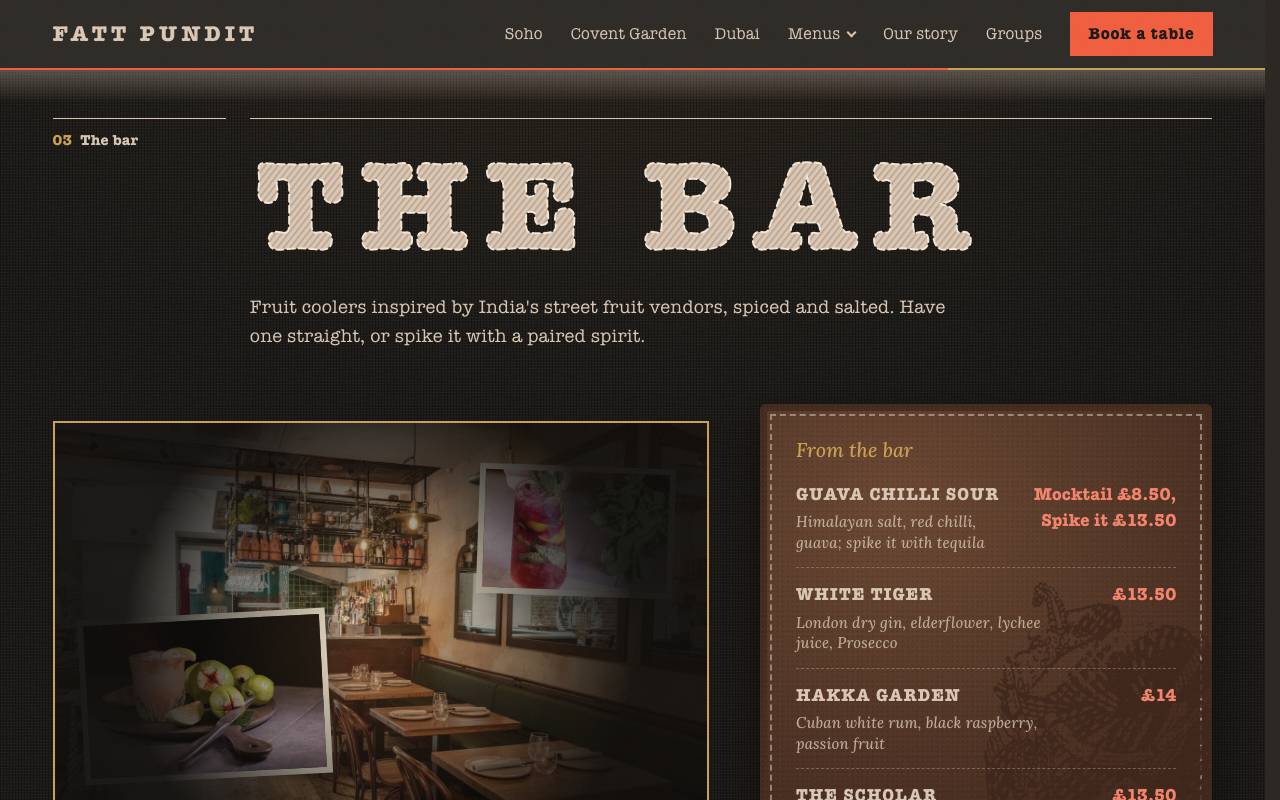 FATT PUNDIT
Soho
Covent Garden
Dubai
Menus
Our story
Groups
Book a table
03 The bar
THE BAR
Fruit coolers inspired by India's street fruit vendors, spiced and salted. Have
one straight, or spike it with a paired spirit.
From the bar
GUAVA CHILLI SOUR
Mocktail £8.50,
Spike it £13.50
Himalayan salt, red chilli,
guava; spike it with tequila
WHITE TIGER
£13.50
London dry gin, elderflower, lychee
juice, Prosecco
HAKKA GARDEN
£14
Cuban white rum, black raspberry,
passion fruit
THE SCHOLAR
£13.50